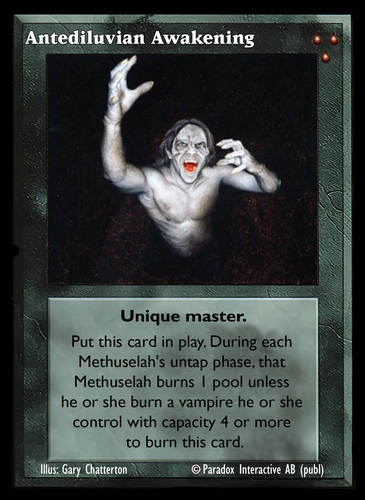 Antediluvian Awakening
Unique master.
Put this card in play. During each
Methuselah's untap phase, that
Methuselah burns 1 pool unless
he or she burn a vampire he or she
control with capacity 4 or more
to burn this card.
Illus: Gary Chatterton © Paradox Interactive AB (publ)